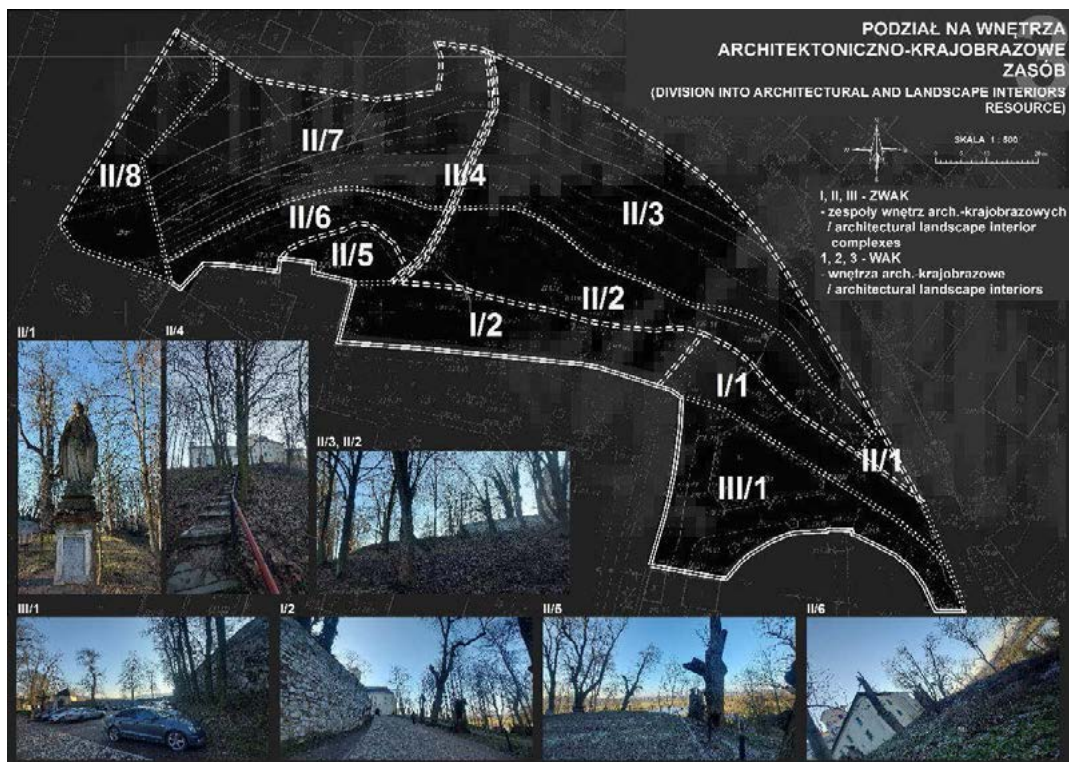 PODZIAŁ NA WNĘTRZA
ARCHITEKTONICZNO-KRAJOBRAZOWE
ZASÓB
(DIVISION INTO ARCHITECTURAL AND LANDSCAPE INTERIORS
RESOURCE)
SKALA 1 : 500
I, II, III - ZWAK
- zespoły wnętrz arch.-krajobrazowych
/ architectural landscape interior
complexes
1, 2, 3 - WAK
- wnętrza arch.-krajobrazowe
/ architectural landscape interiors
II/7
II/8
II/4
II/6
II/3
II/5
II/2
I/2
I/1
II/1
III/1
II/1
II/4
II/3, II/2
III/1
I/2
II/5
II/6